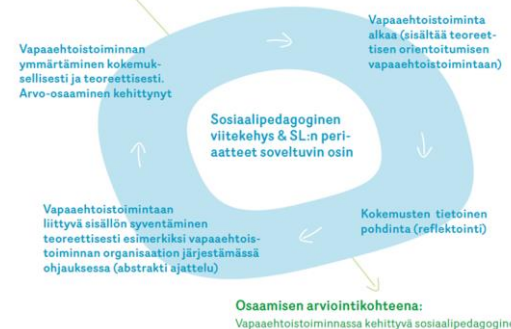 Vapaaehtoistoiminta
alkaa (sisältää teoreet-
tisen orientoitumisen
vapaaehtoistoimintaan)
Vapaaehtoistoiminnan
ymmärtäminen kokemuk-
sellisesti ja teoreettisesti.
Arvo-osaaminen kehittynyt
Sosiaalipedagoginen
viitekehys & SL:n peri-
aatteet soveltuvin osin
Vapaaehtoistoimintaan
liittyvä sisällön syventäminen
teoreettisesti esimerkiksi vapaaehtois-
toiminnan organisaation järjestämässä
ohjauksessa (abstrakti ajattelu)
Kokemusten tietoinen
pohdinta (reflektointi)
Osaamisen arviointikohteena:
Vapaaehtoistoiminnassa kehittyvä sosiaalipedagogine